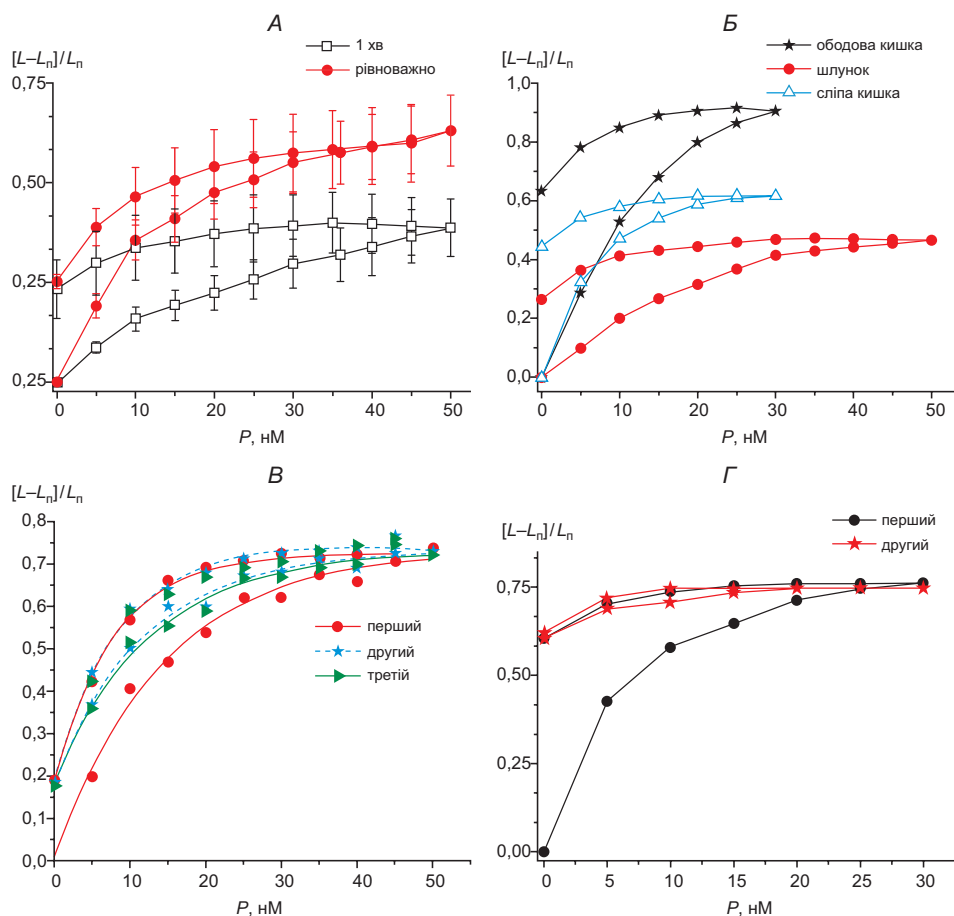 А
[L–Lп]/Lп
1 хв
рівноважно
0,75
0,50
0,25
0,25
0 10 20 30 40 50
P, нМ
Б
[L–Lп]/Lп
ободова кишка
шлунок
сліпа кишка
1,0
0,8
0,6
0,4
0,2
0,0
0 10 20 30 40 50
P, нМ
В
[L–Lп]/Lп
0,8
0,7
0,6
0,5
0,4
0,3
0,2
0,1
0,0
перший
другий
третій
0 10 20 30 40 50
P, нМ
Г
[L–Lп]/Lп
перший
другий
0,75
0,50
0,25
0,00
0 5 10 15 20 25 30
P, нМ